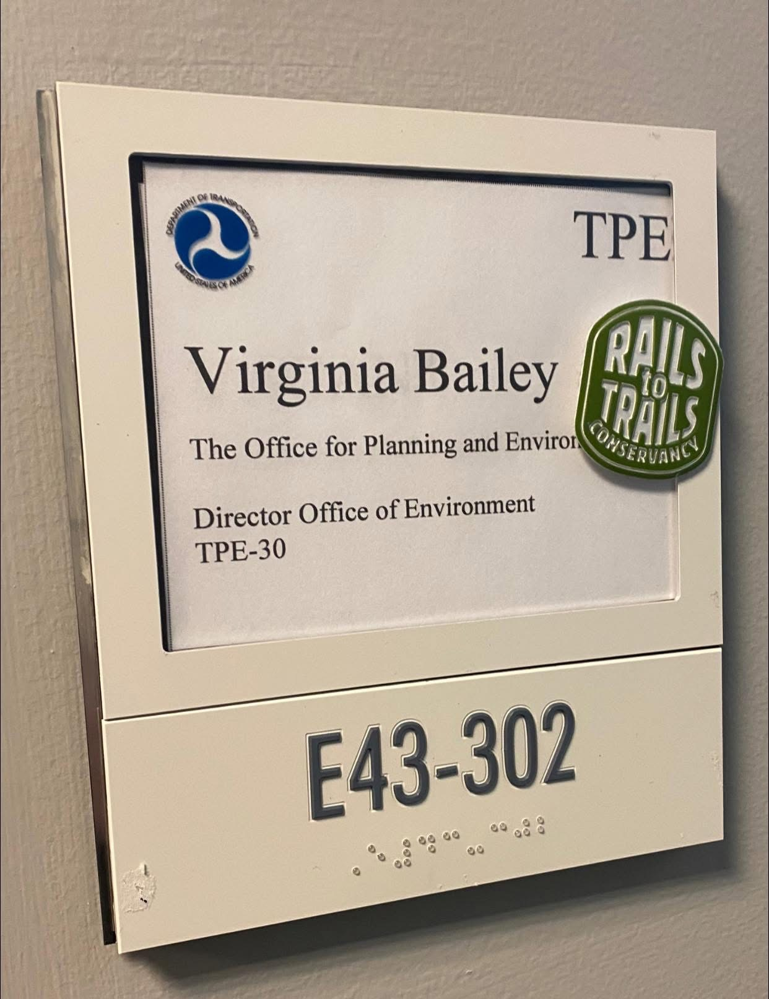 DEPARTMENT OF TRANSPORTATION
UNITED STATES OF AMERICA
TPE
Virginia Bailey
The Office for Planning and Environ
Director Office of Environment
TPE-30
RAILS
to
TRAILS
CONSERVANCY
E43-302